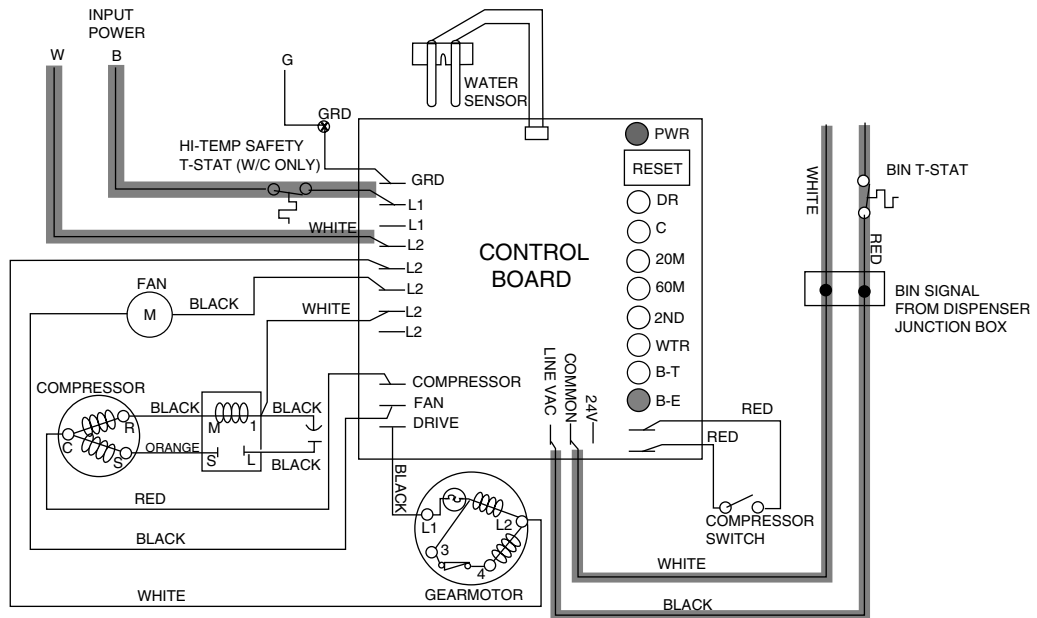 INPUT
POWER
W
B
G
GRD
WATER
SENSOR
HI-TEMP SAFETY
T-STAT (W/C ONLY)
GRD
L1
L1
WHITE
L2
L2
L2
WHITE
L2
L2
CONTROL
BOARD
PWR
RESET
DR
C
20M
60M
2ND
WTR
B-T
B-E
WHITE
BIN T-STAT
RED
BIN SIGNAL
FROM DISPENSER
JUNCTION BOX
FAN
M
BLACK
COMPRESSOR
FAN
DRIVE
LINE VAC
COMMON
24V
COMPRESSOR
R
C
S
BLACK
M
1
BLACK
ORANGE
S
L
BLACK
RED
BLACK
WHITE
BLACK
L1
L2
3
4
GEARMOTOR
RED
RED
COMPRESSOR
SWITCH
WHITE
BLACK